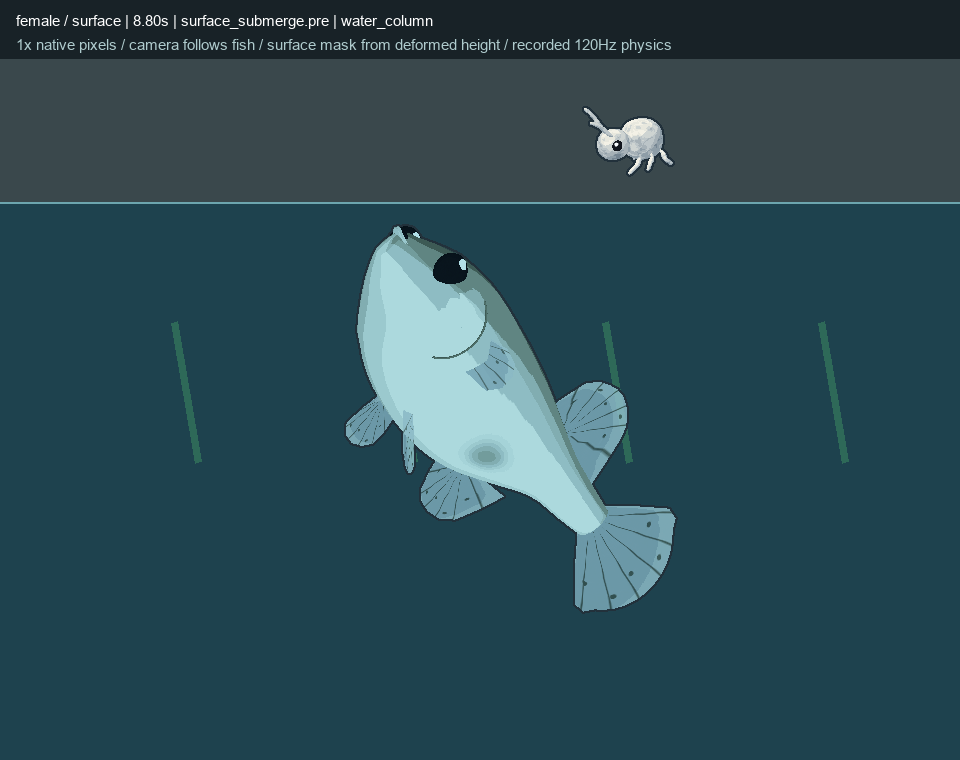 female / surface | 8.80s | surface_submerge.pre | water_column
1x native pixels / camera follows fish / surface mask from deformed height / recorded 120Hz physics